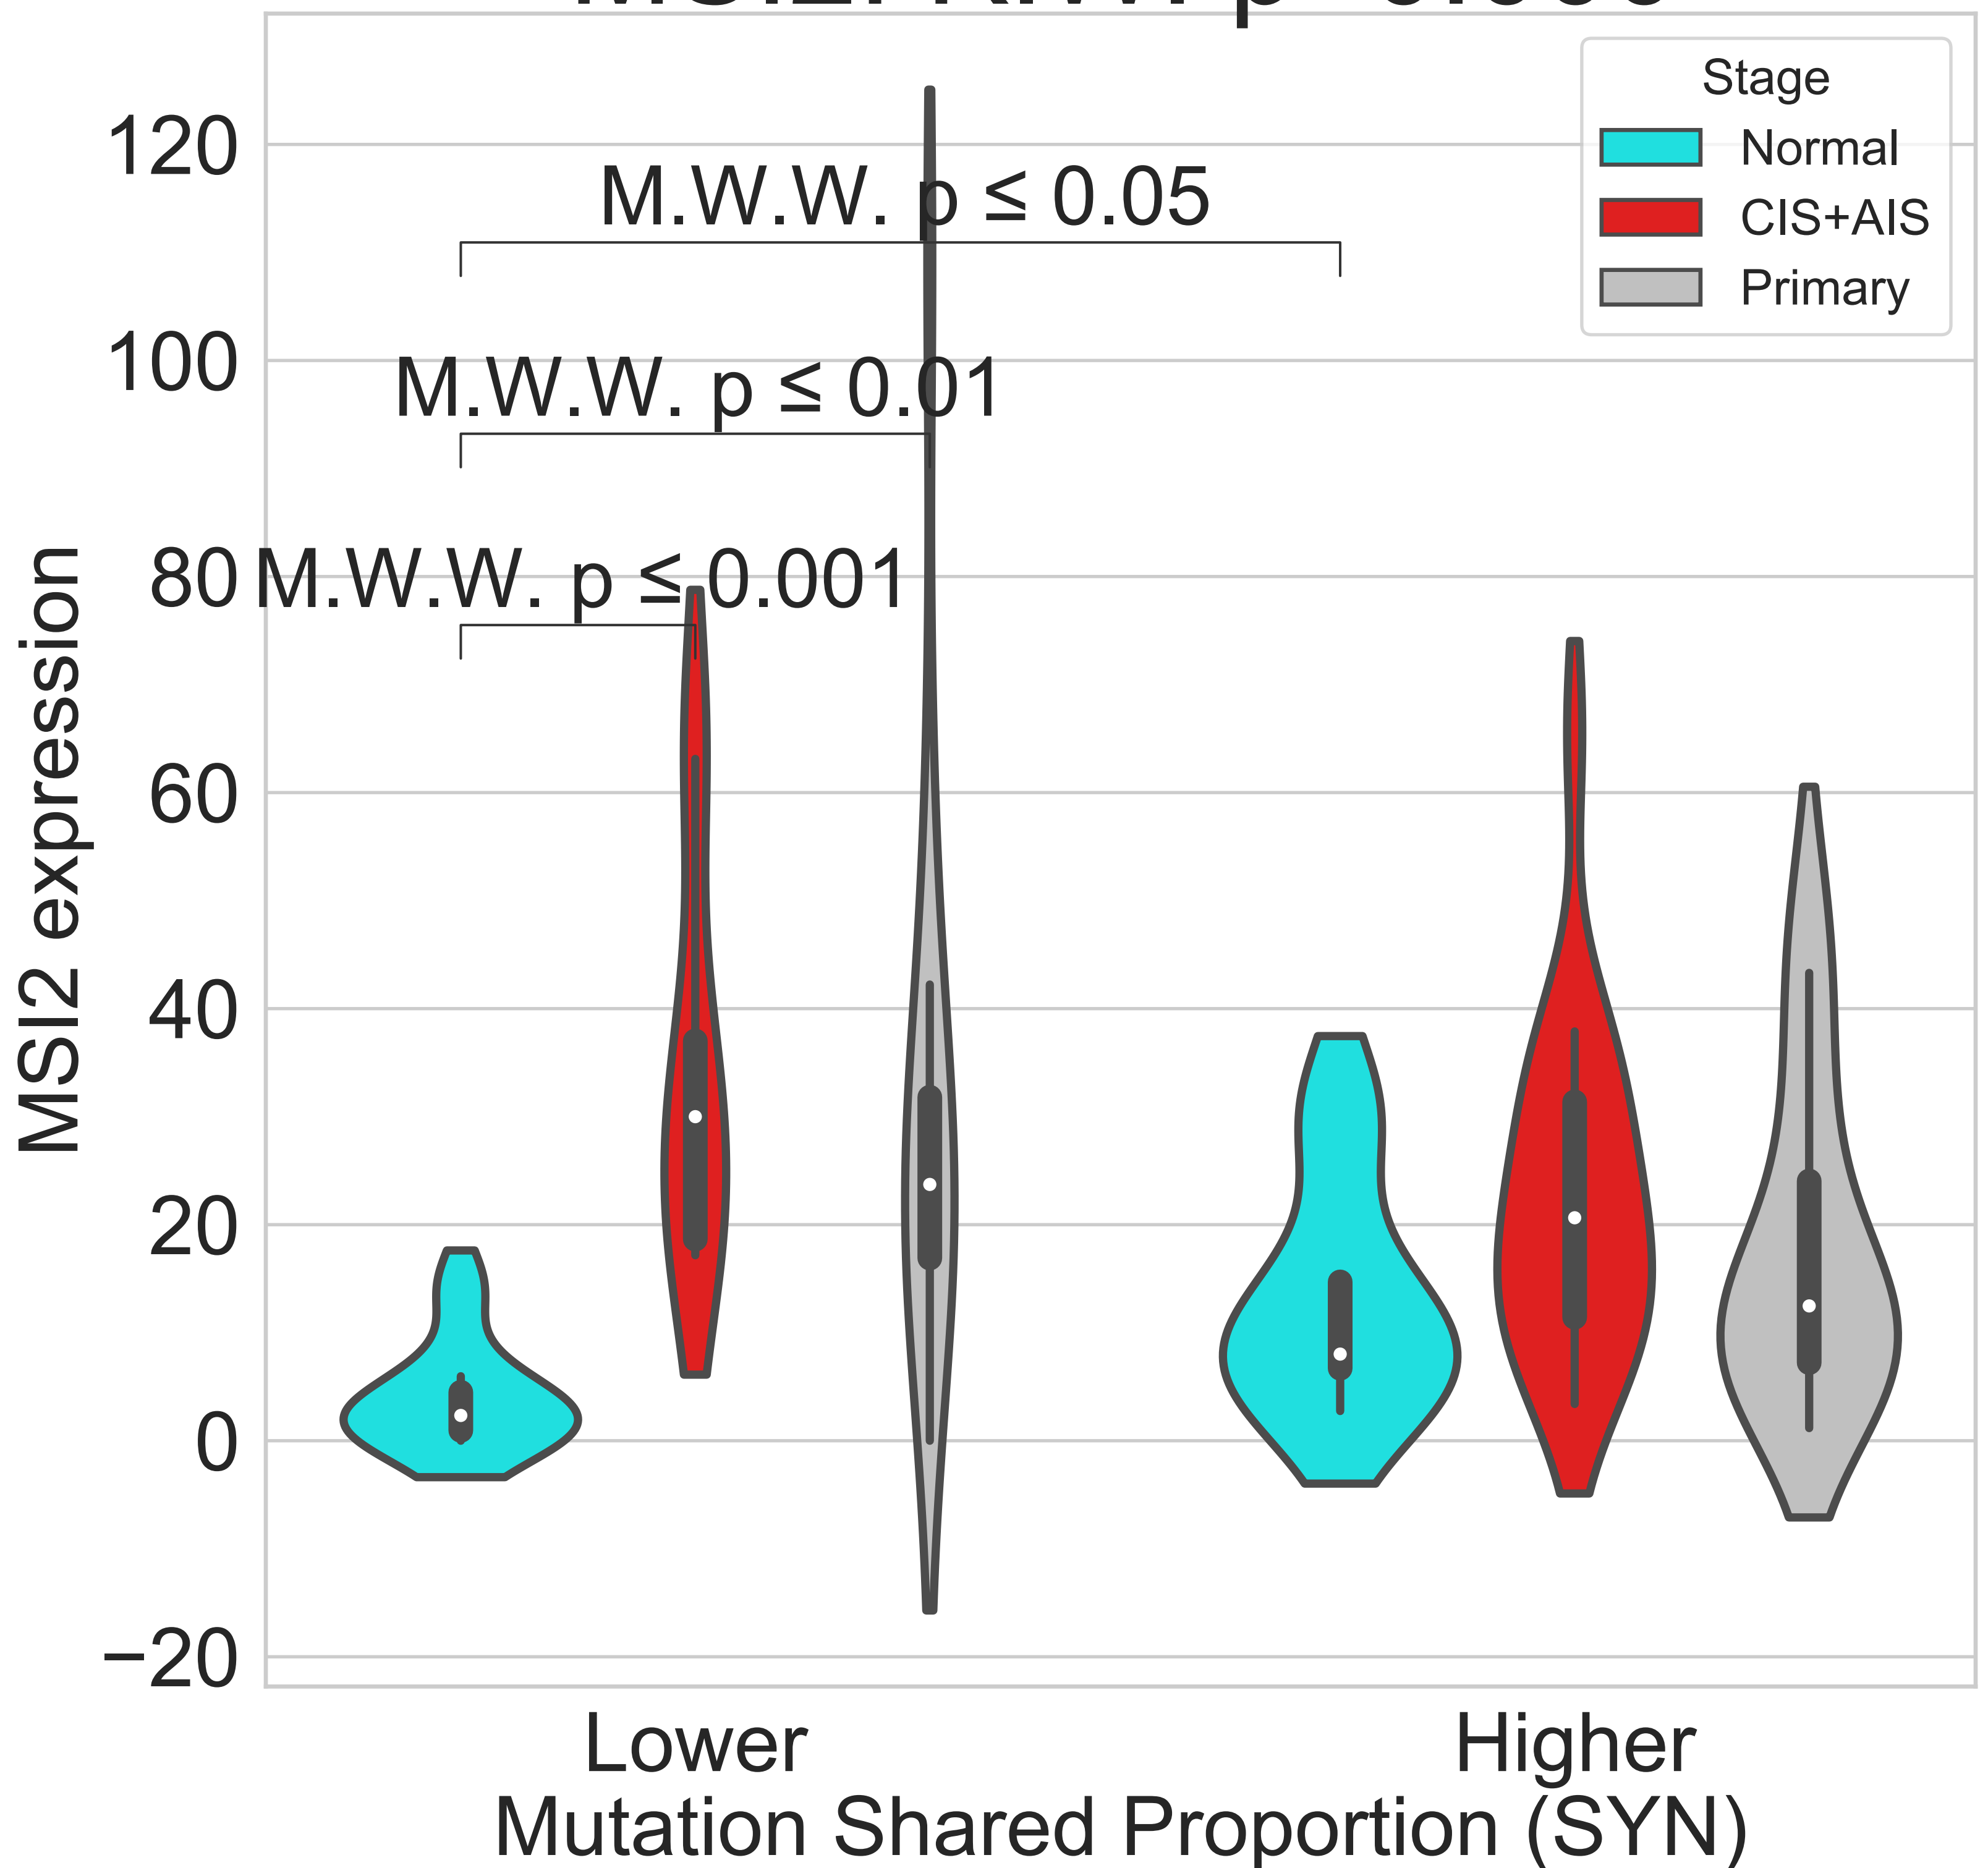 Stage
Normal
CIS+AIS
Primary
120
100
80
60
40
20
0
−20
MSI2 expression
M.W.W. p ≤ 0.05
M.W.W. p ≤ 0.01
M.W.W. p ≤ 0.001
Lower
Higher
Mutation Shared Proportion (SYN)